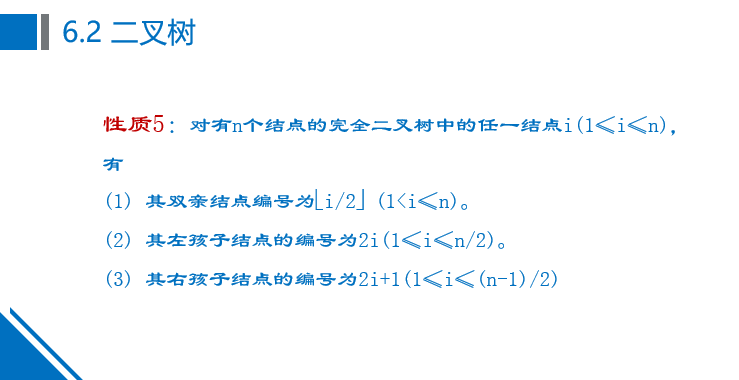 6.2 二叉树
性质5：对有n个结点的完全二叉树中的任一结点i(1≤i≤n)，
有
(1) 其双亲结点编号为⌊i/2⌋ (1<i≤n)。
(2) 其左孩子结点的编号为2i(1≤i≤n/2)。
(3) 其右孩子结点的编号为2i+1(1≤i≤(n-1)/2)